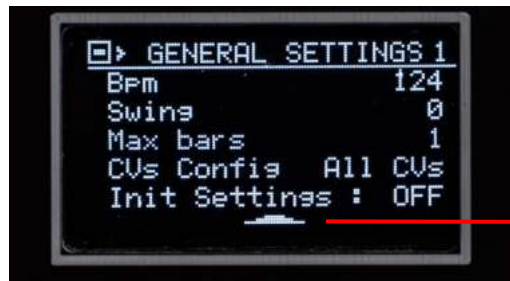 GENERAL SETTINGS 1
Bpm 124
Swing 0
Max bars 1
CVs Config All CVs
Init Settings : OFF